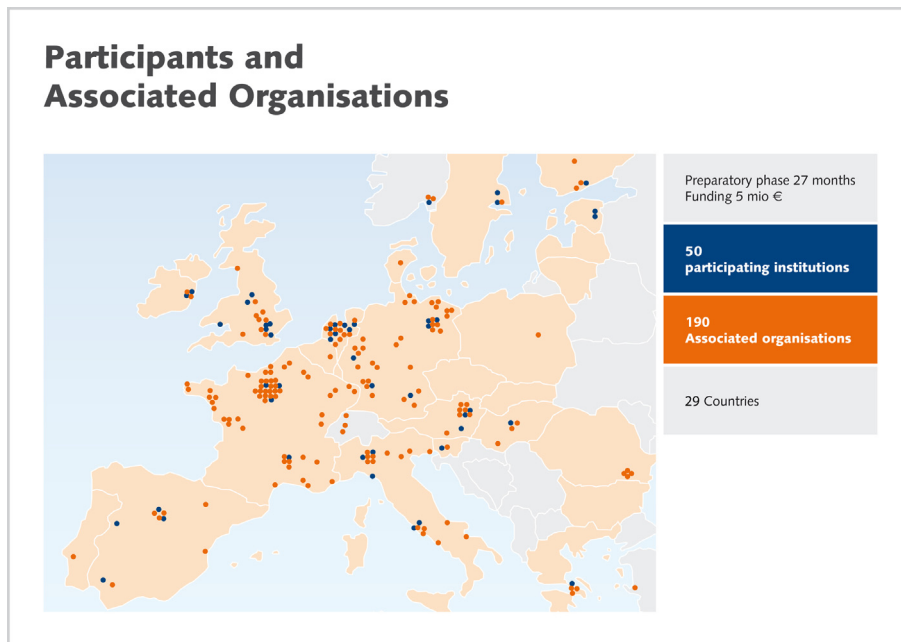 Participants and
Associated Organisations
Preparatory phase 27 months
Funding 5 mio €
50
participating institutions
190
Associated organisations
29 Countries